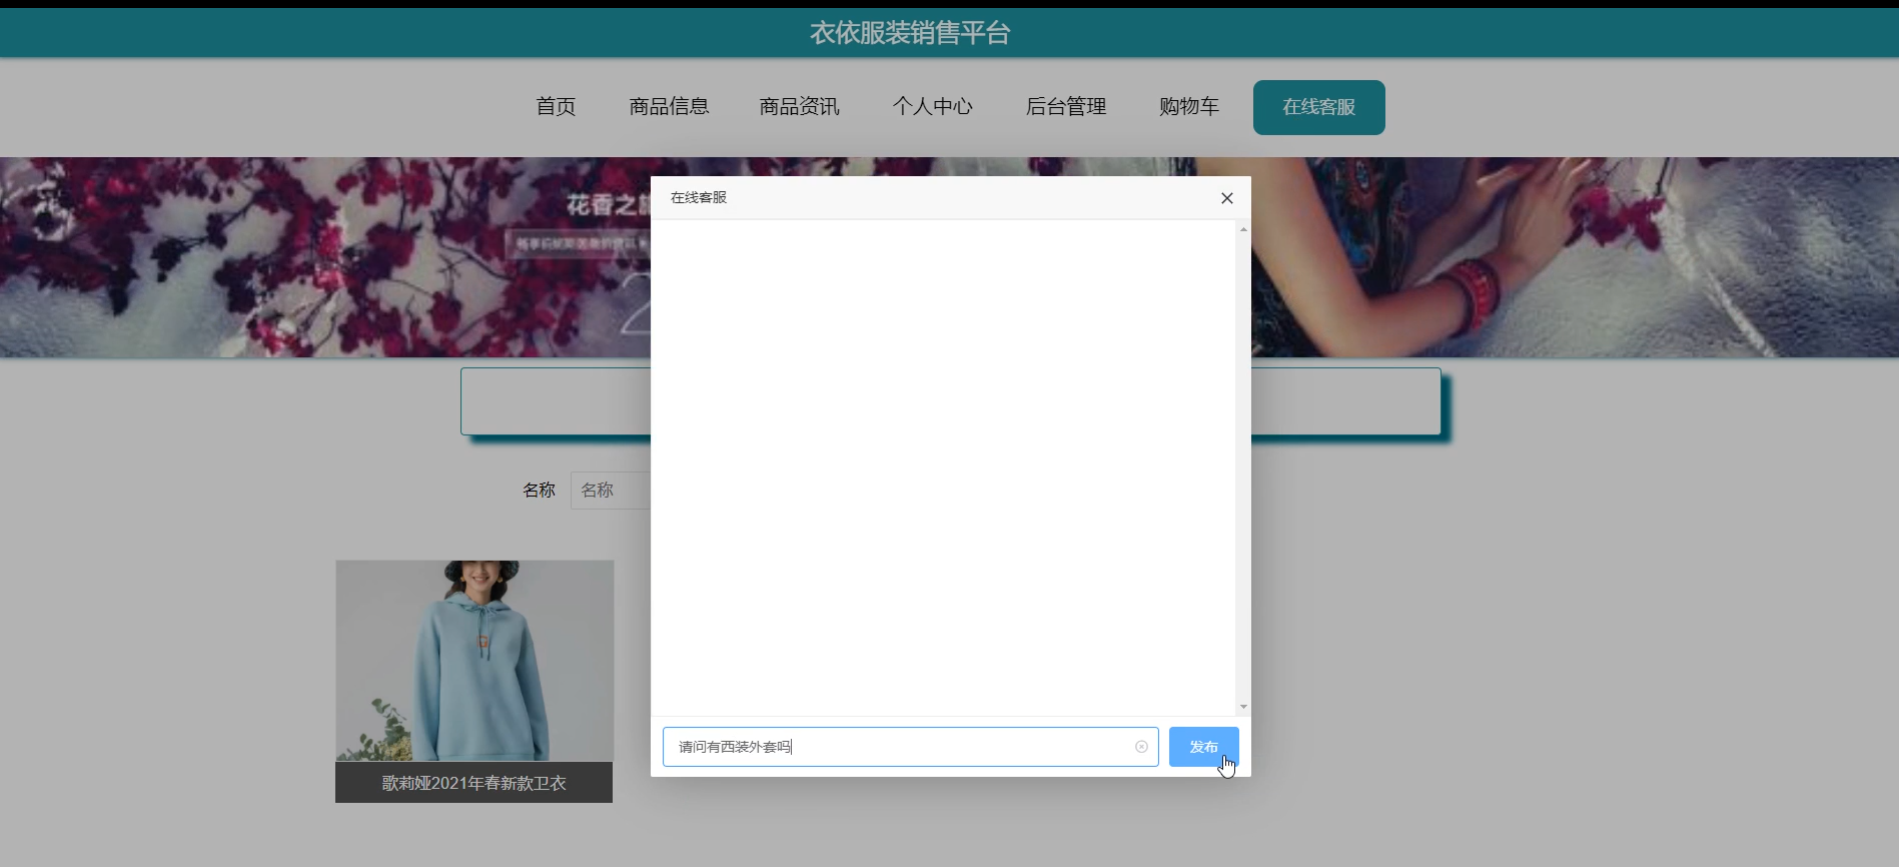 衣依服装销售平台
首页 商品信息 商品资讯 个人中心 后台管理 购物车 在线客服
花香之旅
在线客服
2
名称 名称
请问有西装外套吗 发布
歌莉娅2021年春新款卫衣